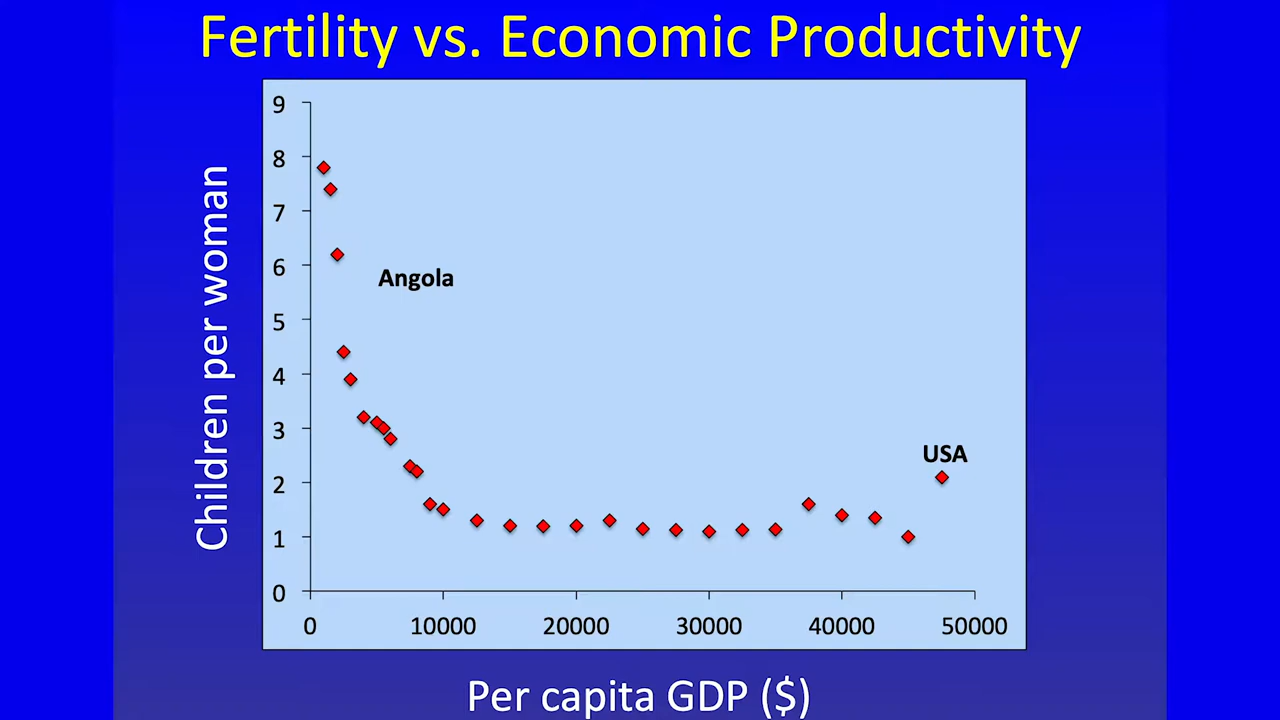 Fertility vs. Economic Productivity
Children per woman
9
8
7
6
5
4
3
2
1
0
Angola
USA
0 10000 20000 30000 40000 50000
Per capita GDP ($)